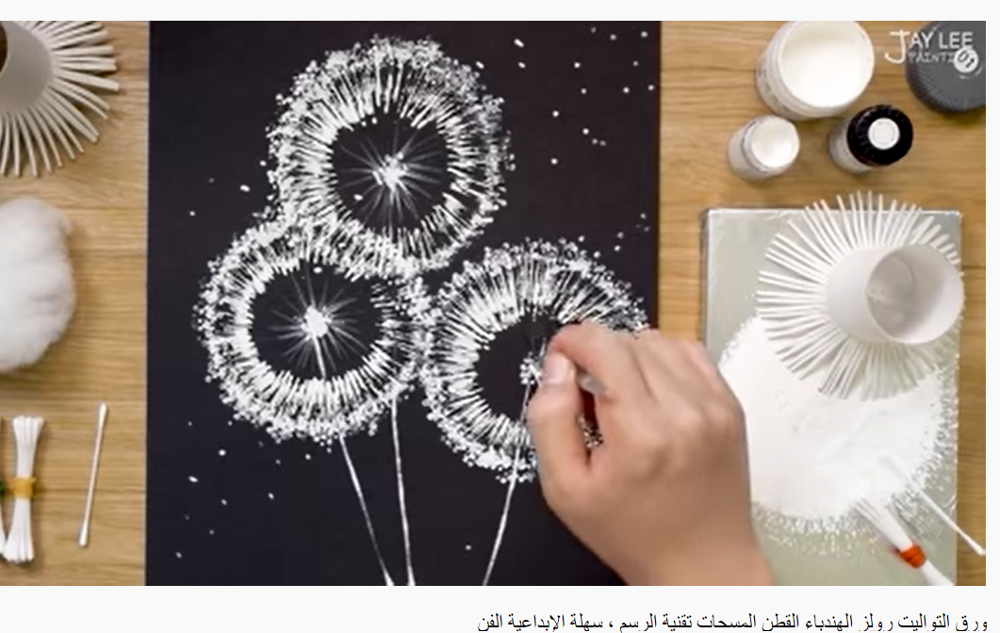 JAY LEE
PAINTING
ورق التواليت رولز الهندباء القطن المسحات تقنية الرسم ، سهلة الإبداعية الفن